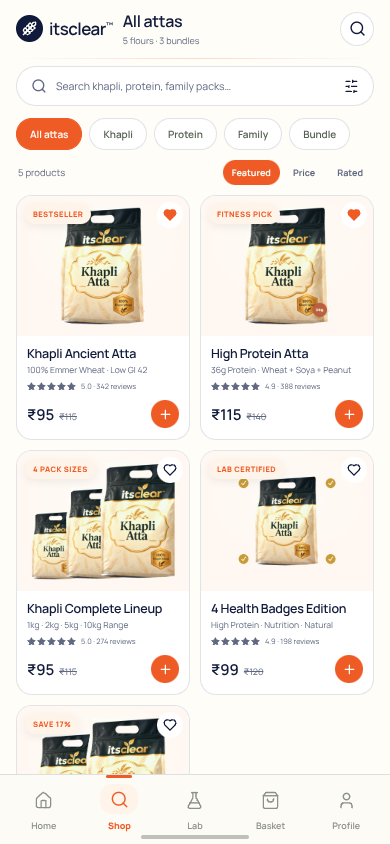 itsclear™
All attas
5 flours · 3 bundles
Search khapli, protein, family packs...
All attas
Khapli
Protein
Family
Bundle
5 products
Featured
Price
Rated
BESTSELLER
itsclear
Khapli
Atta
Khapli Ancient Atta
100% Emmer Wheat · Low GI 42
5.0 · 342 reviews
₹95 ₹115
FITNESS PICK
itsclear
Khapli
Atta
High Protein Atta
36g Protein · Wheat + Soya + Peanut
4.9 · 388 reviews
₹115 ₹140
4 PACK SIZES
itsclear
Khapli
Atta
Khapli Complete Lineup
1kg · 2kg · 5kg · 10kg Range
5.0 · 274 reviews
₹95 ₹115
LAB CERTIFIED
itsclear
Khapli
Atta
4 Health Badges Edition
High Protein · Nutrition · Natural
4.9 · 198 reviews
₹99 ₹120
SAVE 17%
itsclear
Home
Shop
Lab
Basket
Profile